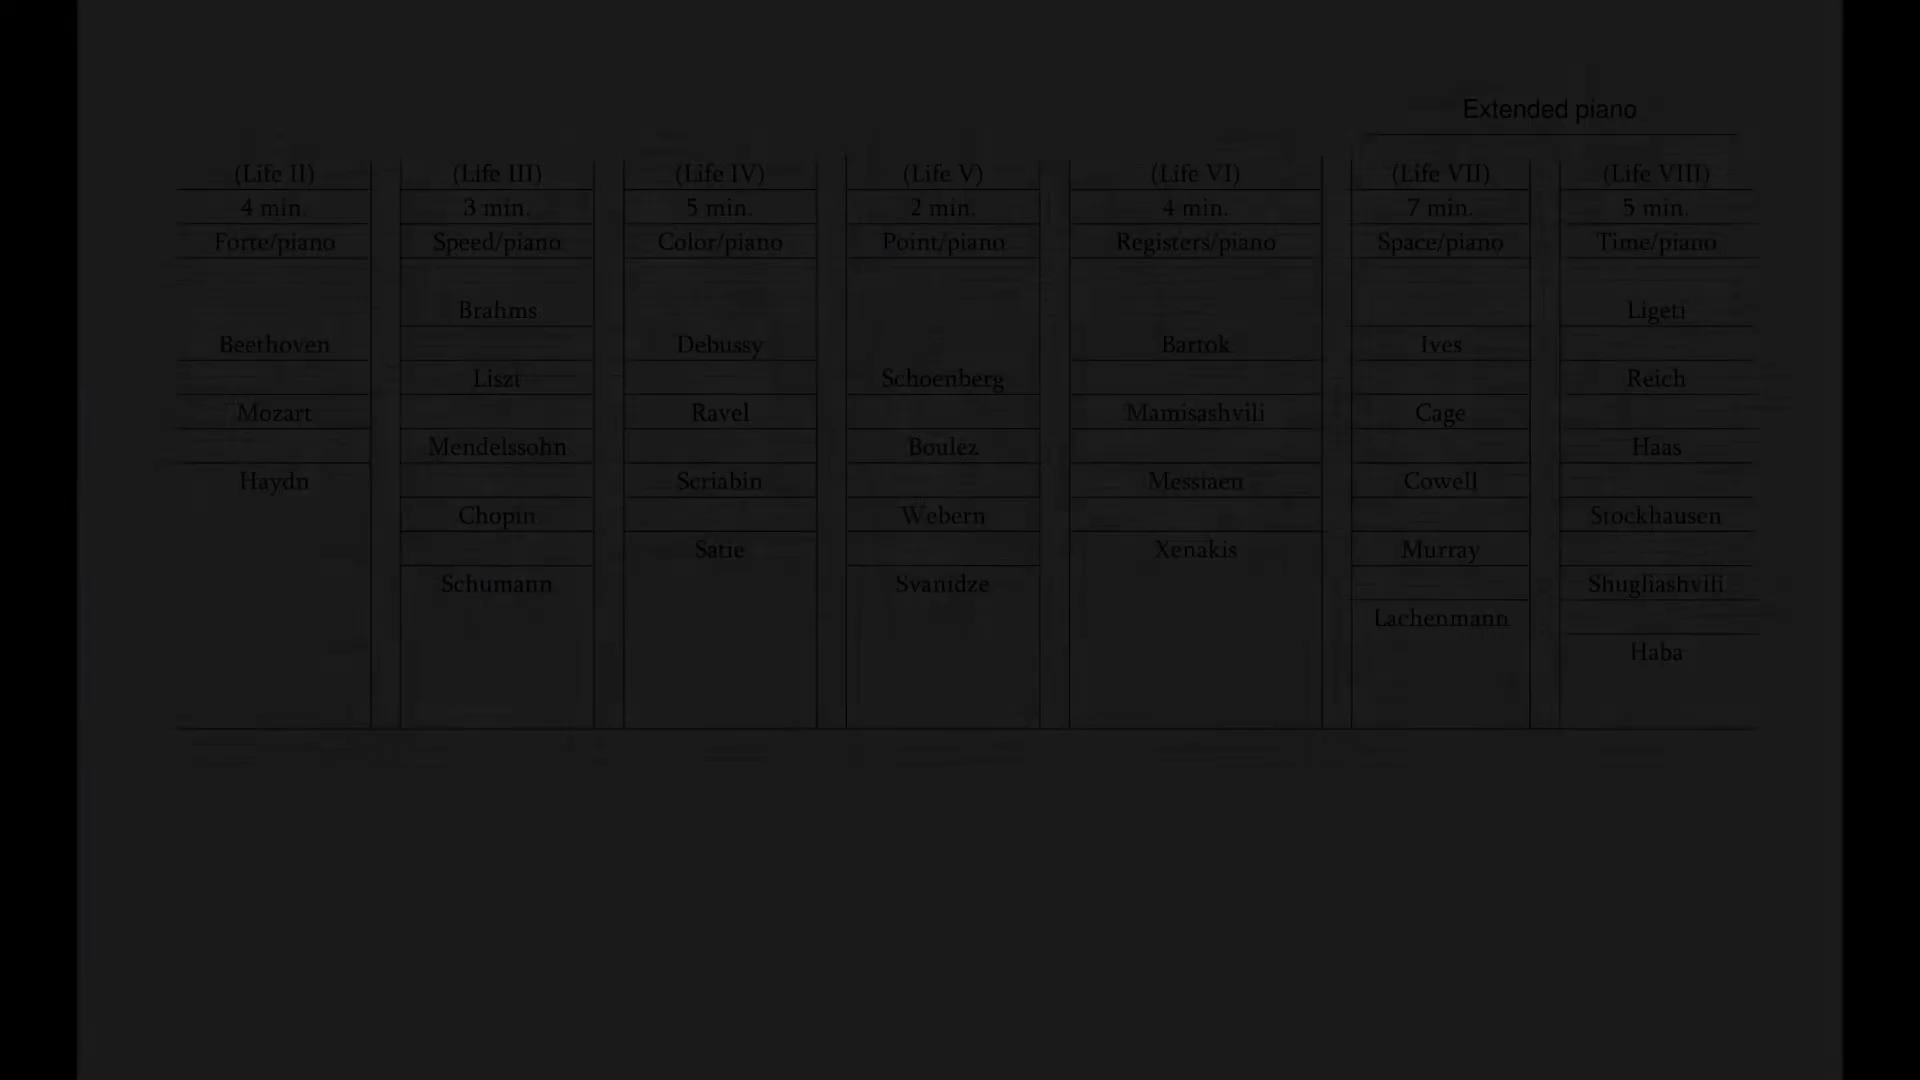 Extended piano
(Life II) (Life III) (Life IV) (Life V) (Life VI) (Life VII) (Life VIII)
4 min. 3 min. 5 min. 2 min. 4 min. 7 min. 5 min.
Forte/piano Speed/piano Color/piano Point/piano Registers/piano Space/piano Time/piano
Brahms Ligeti
Beethoven Debussy Bartok Ives
Liszt Schoenberg Reich
Mozart Ravel Mamisashvili Cage
Mendelssohn Boulez Haas
Haydn Scriabin Messiaen Cowell
Chopin Webern Stockhausen
Satie Xenakis Murray
Schumann Svanidze Shugliashvili
Lachenmann
Haba